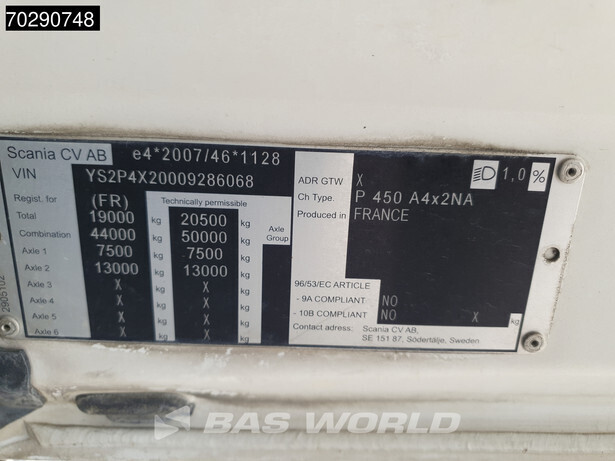 70290748
Scania CV AB e4*2007/46*1128
VIN YS2P4X20009286068
Regist. for (FR) Technically permissible
Total 19000 kg 20500 kg
Combination 44000 kg 50000 kg Axle Group
Axle 1 7500 kg 7500 kg
Axle 2 13000 kg 13000 kg
Axle 3 X kg X kg
Axle 4 X kg X kg
Axle 5 X kg X kg
Axle 6 X kg X kg
2905102
ADR GTW X 1,0%
Ch Type. P 450 A4x2NA
Produced in FRANCE
96/53/EC ARTICLE
- 9A COMPLIANT NO
- 10B COMPLIANT NO X kg
Contact adress: Scania CV AB,
SE 151 87, Södertälje, Sweden
BAS WORLD